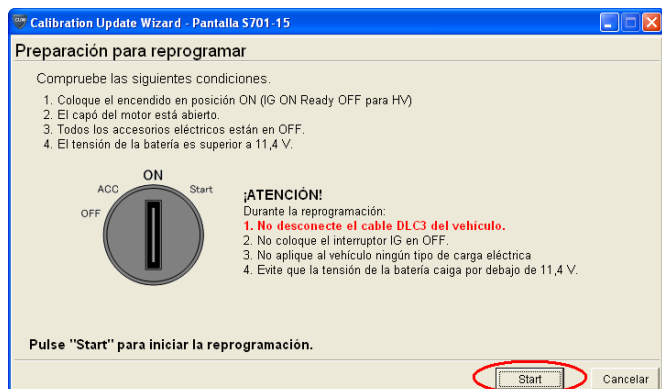 Calibration Update Wizard - Pantalla S701-15
Preparación para reprogramar
Compruebe las siguientes condiciones.
1. Coloque el encendido en posición ON (IG ON Ready OFF para HV)
2. El capó del motor está abierto.
3. Todos los accesorios eléctricos están en OFF.
4. El tensión de la batería es superior a 11,4 V.
ON
ACC
Start
OFF
¡ATENCIÓN!
Durante la reprogramación:
1. No desconecte el cable DLC3 del vehículo.
2. No coloque el interruptor IG en OFF.
3. No aplique al vehículo ningún tipo de carga eléctrica
4. Evite que la tensión de la batería caiga por debajo de 11,4 V.
Pulse "Start" para iniciar la reprogramación.
Start
Cancelar